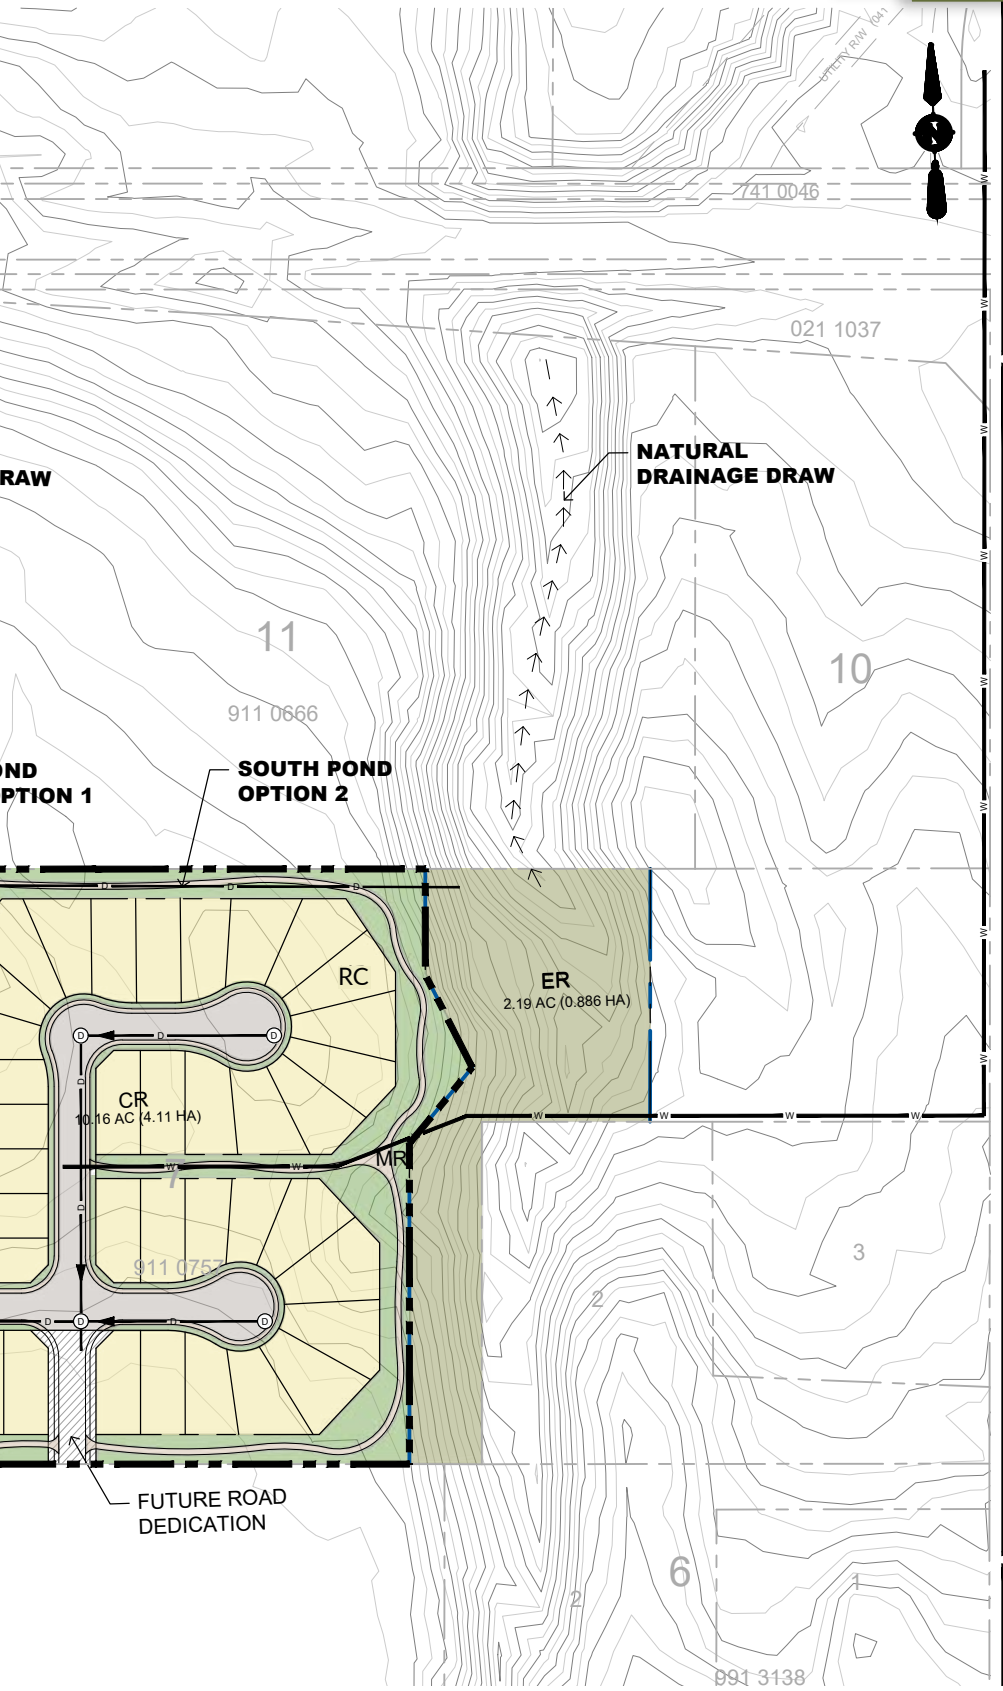 UTILITY R/W (041
N
741 0046
021 1037
NATURAL
DRAINAGE DRAW
RAW
11
10
911 0666
OND
PTION 1
SOUTH POND
OPTION 2
D
D
D
RC
ER
2.19 AC (0.886 HA)
D
D
D
D
CR
10.16 AC (4.11 HA)
MR
7
W
W
W
W
W
W
W
W
W
W
W
W
W
W
D
911 0757
3
2
D
D
D
D
FUTURE ROAD
DEDICATION
6
2
1
991 3138